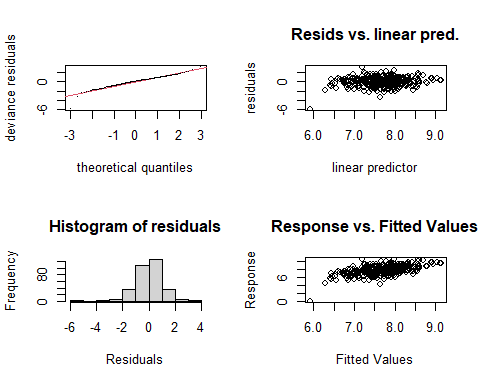 deviance residuals
-6 0
-3 -1 0 1 2 3
theoretical quantiles
Resids vs. linear pred.
residuals
-6 0
6.0 7.0 8.0 9.0
linear predictor
Histogram of residuals
Frequency
0 80
-6 -4 -2 0 2 4
Residuals
Response vs. Fitted Values
Response
0 6
6.0 7.0 8.0 9.0
Fitted Values